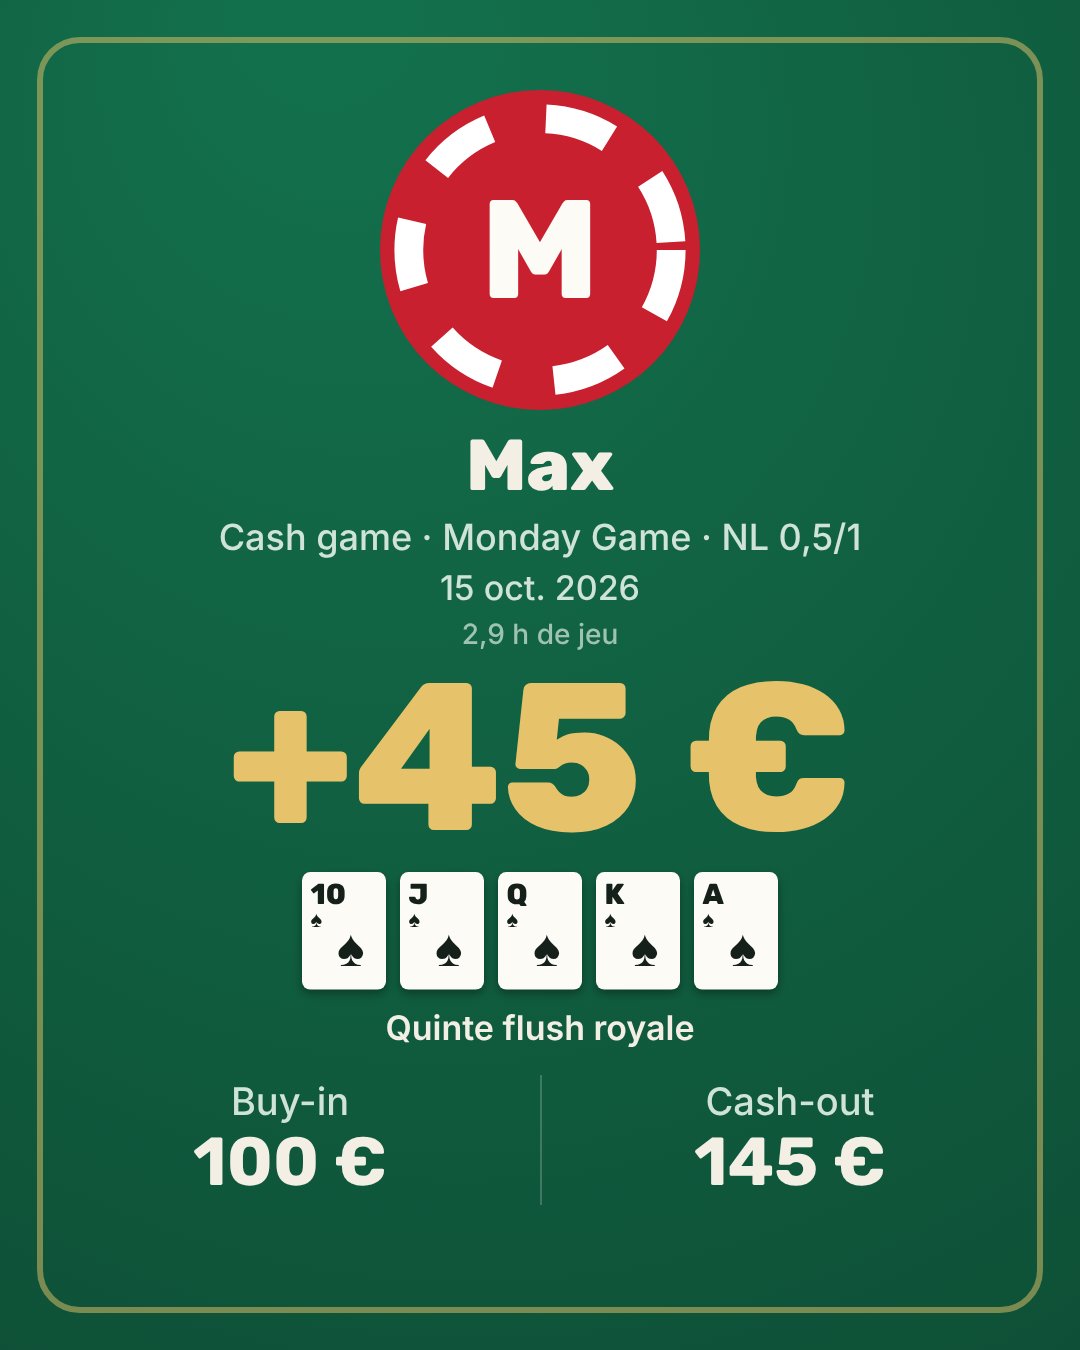 M
Max
Cash game · Monday Game · NL 0,5/1
15 oct. 2026
2,9 h de jeu
+45 €
10 J Q K A
Quinte flush royale
Buy-in Cash-out
100 € 145 €